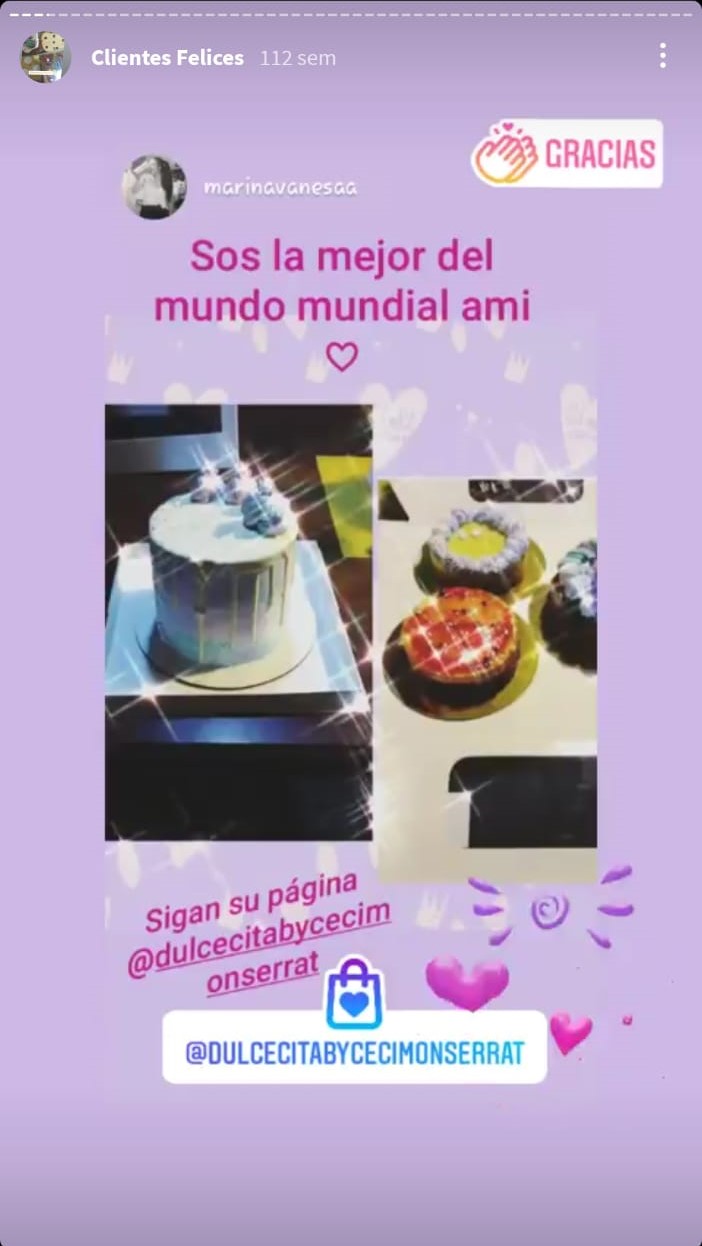 Clientes Felices 112 sem
GRACIAS
marinavanesaa
Sos la mejor del
mundo mundial ami
♡
Sigan su página
@dulcecitabycecim
onserrat
@DULCECITABYCECIMONSERRAT